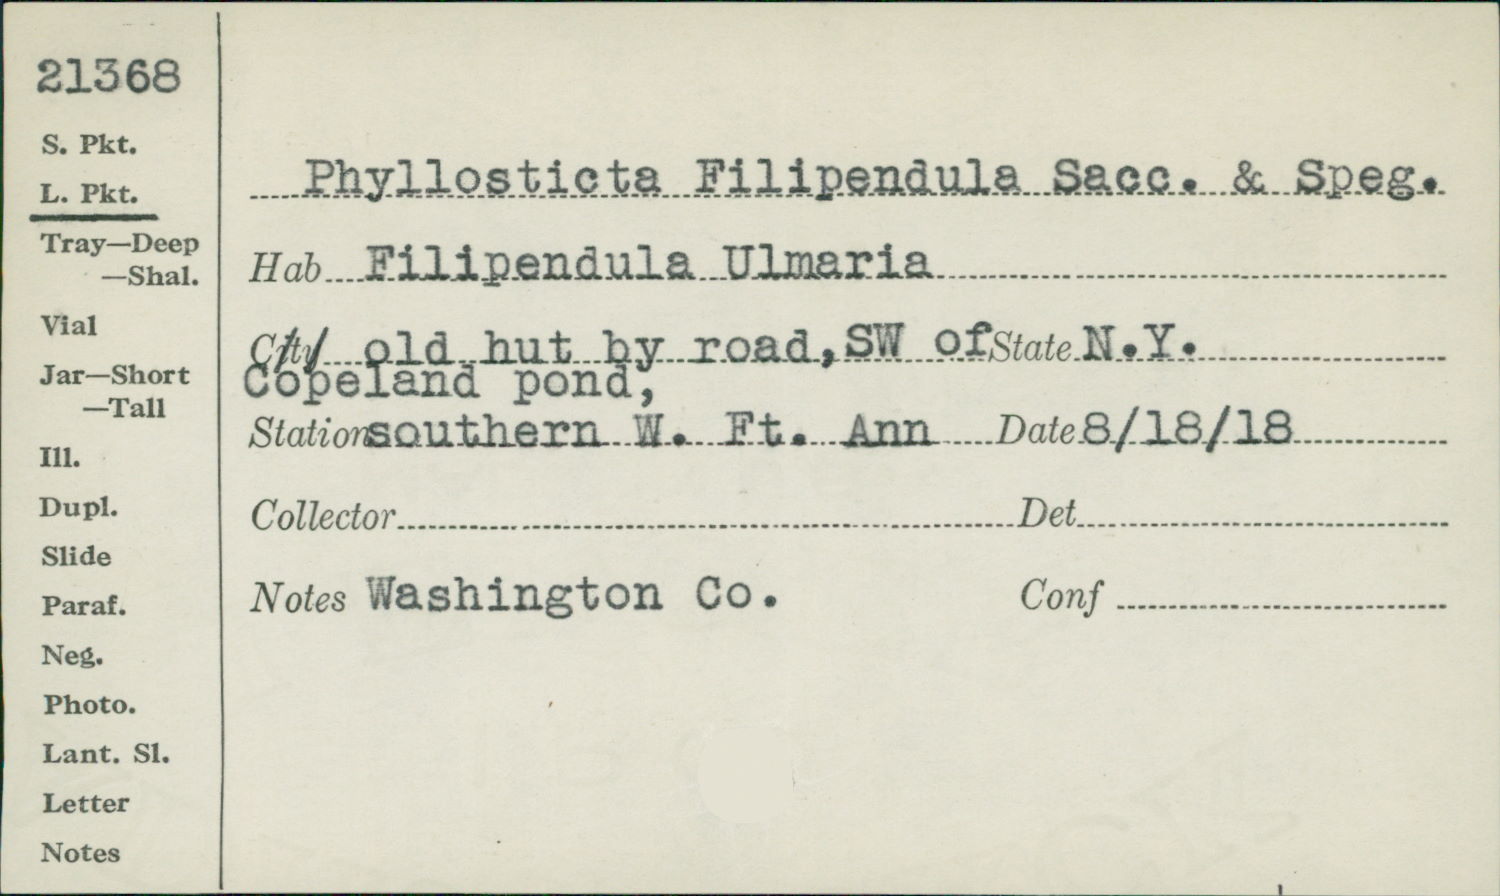 21368
S. Pkt.
L. Pkt.
Tray—Deep
—Shal.
Vial
Jar—Short
—Tall
Ill.
Dupl.
Slide
Paraf.
Neg.
Photo.
Lant. Sl.
Letter
Notes
Phyllosticta Filipendula Sacc. & Speg.
Hab Filipendula Ulmaria
City old hut by road, SW of State N.Y.
Copeland pond,
Station southern W. Ft. Ann Date 8/18/18
Collector Det
Notes Washington Co. Conf